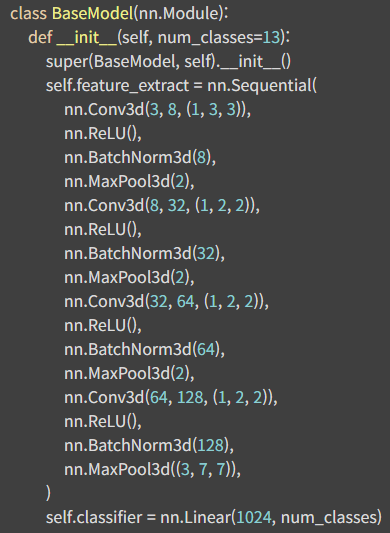 class BaseModel(nn.Module):
    def __init__(self, num_classes=13):
        super(BaseModel, self).__init__()
        self.feature_extract = nn.Sequential(
            nn.Conv3d(3, 8, (1, 3, 3)),
            nn.ReLU(),
            nn.BatchNorm3d(8),
            nn.MaxPool3d(2),
            nn.Conv3d(8, 32, (1, 2, 2)),
            nn.ReLU(),
            nn.BatchNorm3d(32),
            nn.MaxPool3d(2),
            nn.Conv3d(32, 64, (1, 2, 2)),
            nn.ReLU(),
            nn.BatchNorm3d(64),
            nn.MaxPool3d(2),
            nn.Conv3d(64, 128, (1, 2, 2)),
            nn.ReLU(),
            nn.BatchNorm3d(128),
            nn.MaxPool3d((3, 7, 7)),
        )
        self.classifier = nn.Linear(1024, num_classes)